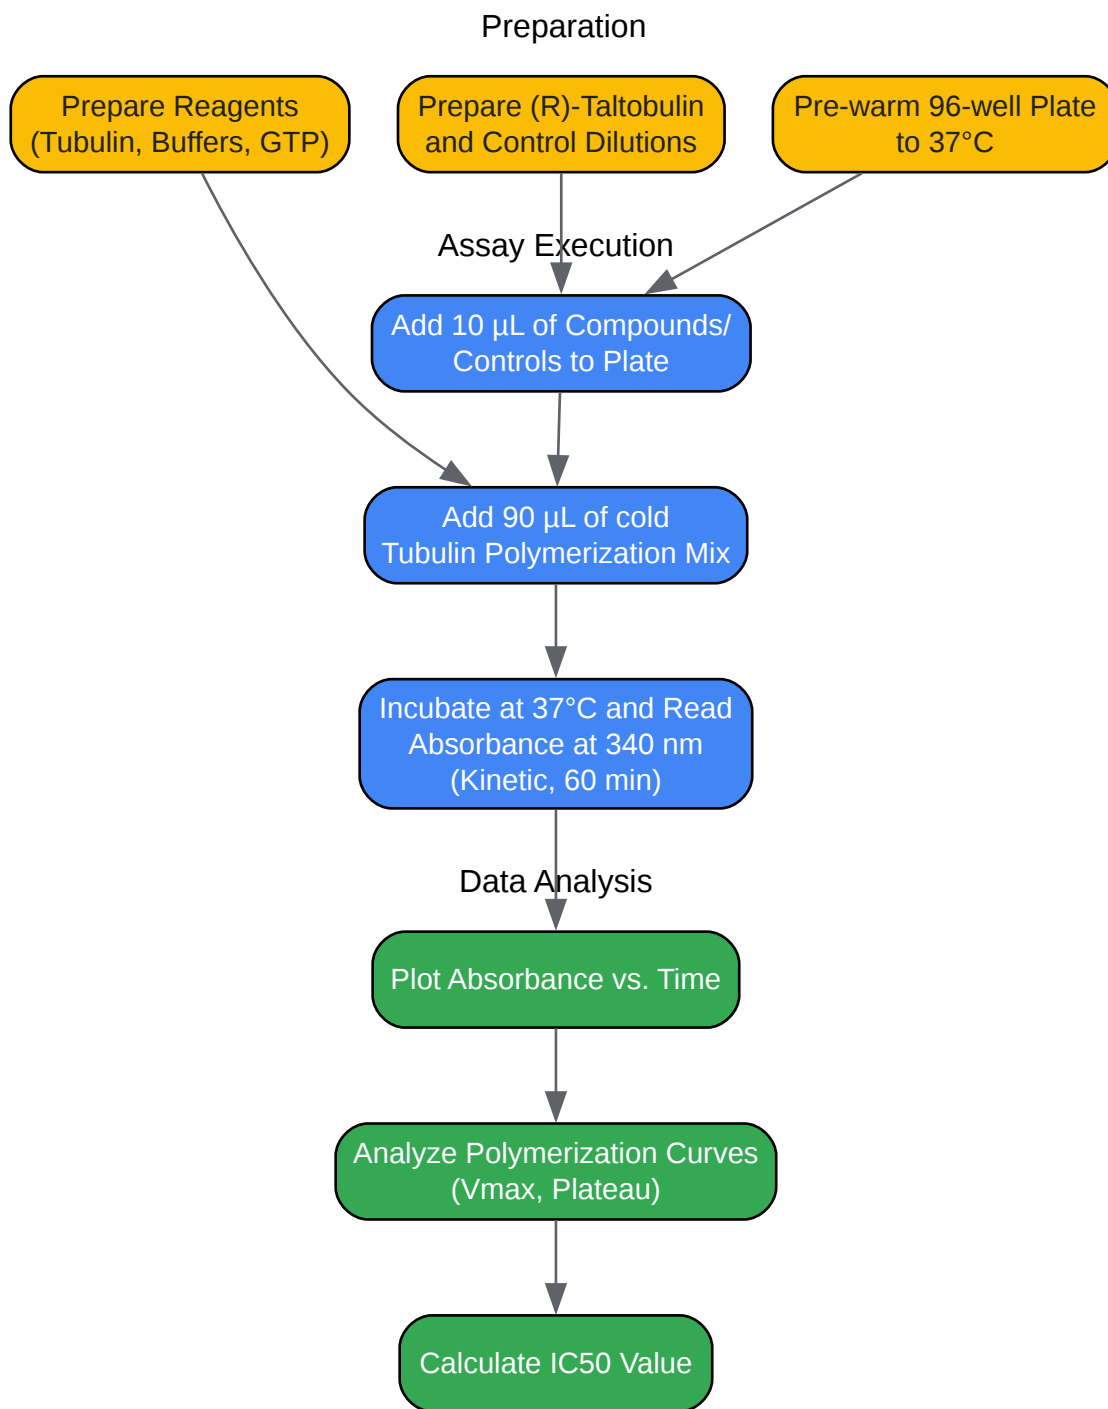 Preparation
Prepare Reagents
(Tubulin, Buffers, GTP)
Prepare (R)-Taltobulin
and Control Dilutions
Pre-warm 96-well Plate
to 37°C
Assay Execution
Add 10 µL of Compounds/
Controls to Plate
Add 90 µL of cold
Tubulin Polymerization Mix
Incubate at 37°C and Read
Absorbance at 340 nm
(Kinetic, 60 min)
Data Analysis
Plot Absorbance vs. Time
Analyze Polymerization Curves
(Vmax, Plateau)
Calculate IC50 Value